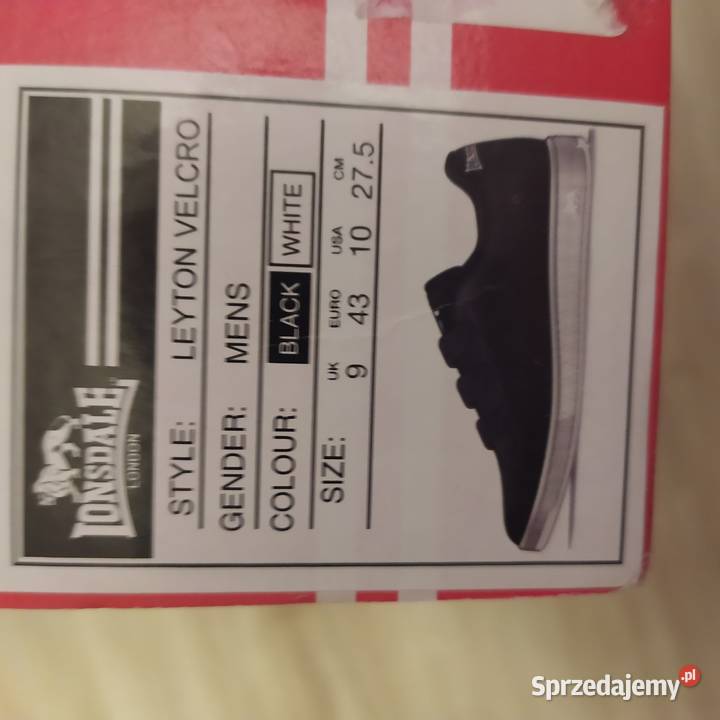 LONSDALE
LONDON
STYLE: LEYTON VELCRO
GENDER: MENS
COLOUR: BLACK WHITE
SIZE: UK EURO USA CM
9 43 10 27.5
Sprzedajemy.pl